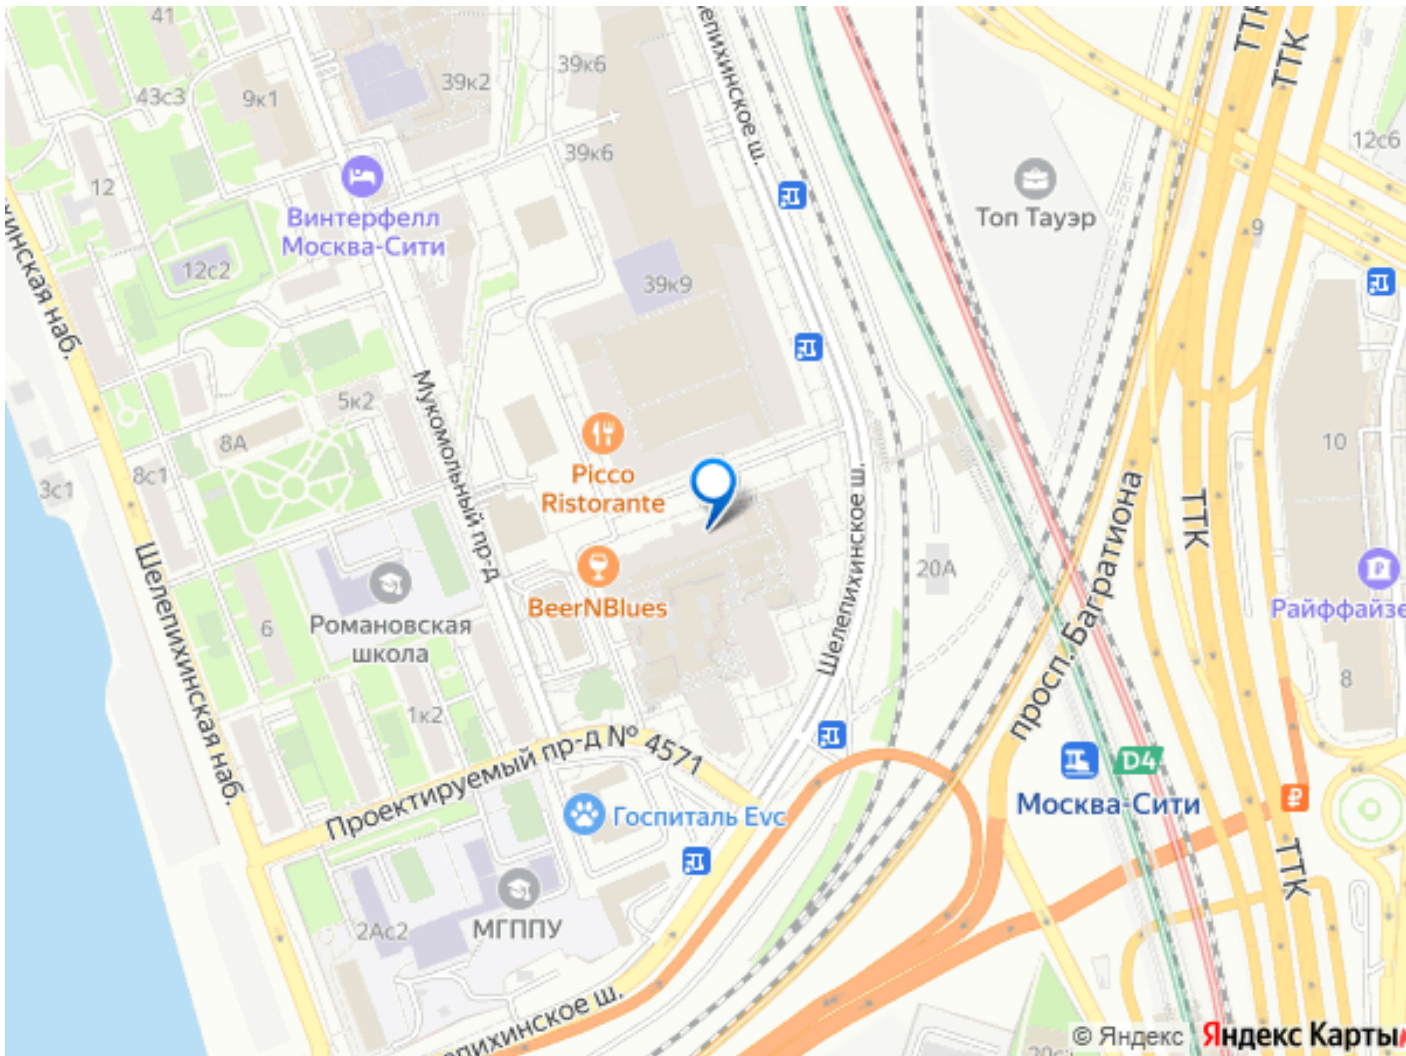 41
39к2
39к6
ТТК
ТТК
43с3
9к1
Шелепихинское ш.
39к6
12с6
12
Винтерфелл
Москва-Сити
Топ Тауэр
9
12с2
39к9
Мукомольный пр-д
5к2
8А
10
8с1
3с1
Picco
Ristorante
Шелепихинское ш.
просп. Багратиона
ТТК
Шелепихинская наб.
20А
BeerNBlues
Романовская
школа
6
8
1к2
Проектируемый пр-д № 4571
D4
Москва-Сити
Госпиталь Evc
ТТК
МГППУ
2Ас2
© Яндекс
Яндекс Карты